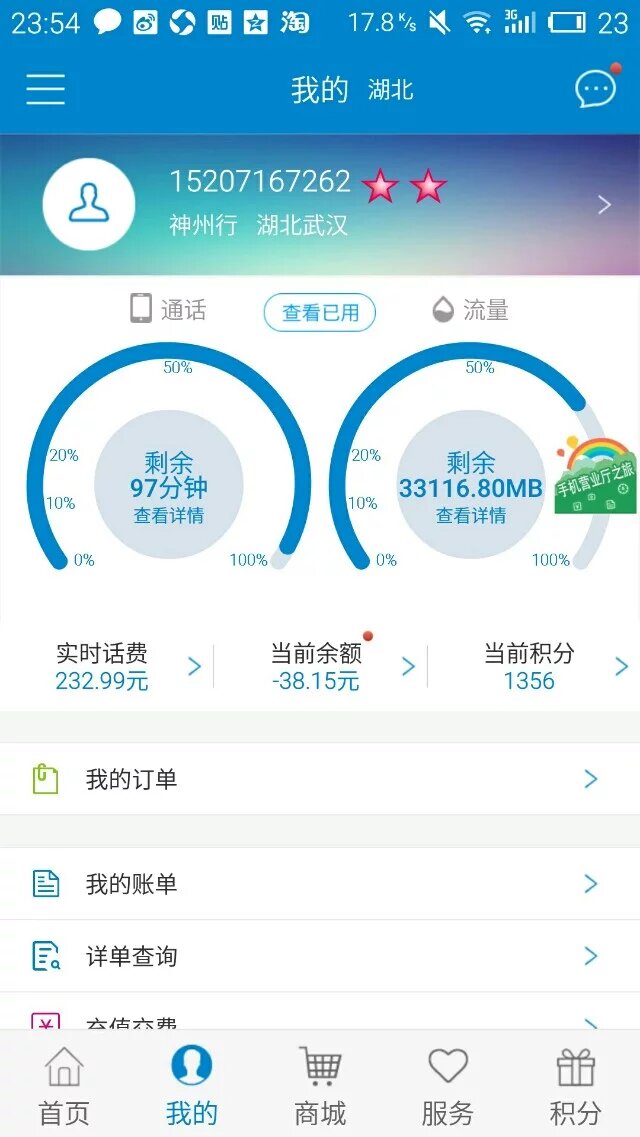 23:54 贴 淘 17.8 K/s 3G 23
我的 湖北
15207167262
神州行 湖北武汉
通话 查看已用 流量
50% 50%
20% 剩余 20% 剩余
97分钟 33116.80MB 手机营业厅之旅
10% 查看详情 10% 查看详情
0% 100% 0% 100%
实时话费 当前余额 当前积分
232.99元 -38.15元 1356
我的订单
我的账单
详单查询
充值交费
首页 我的 商城 服务 积分